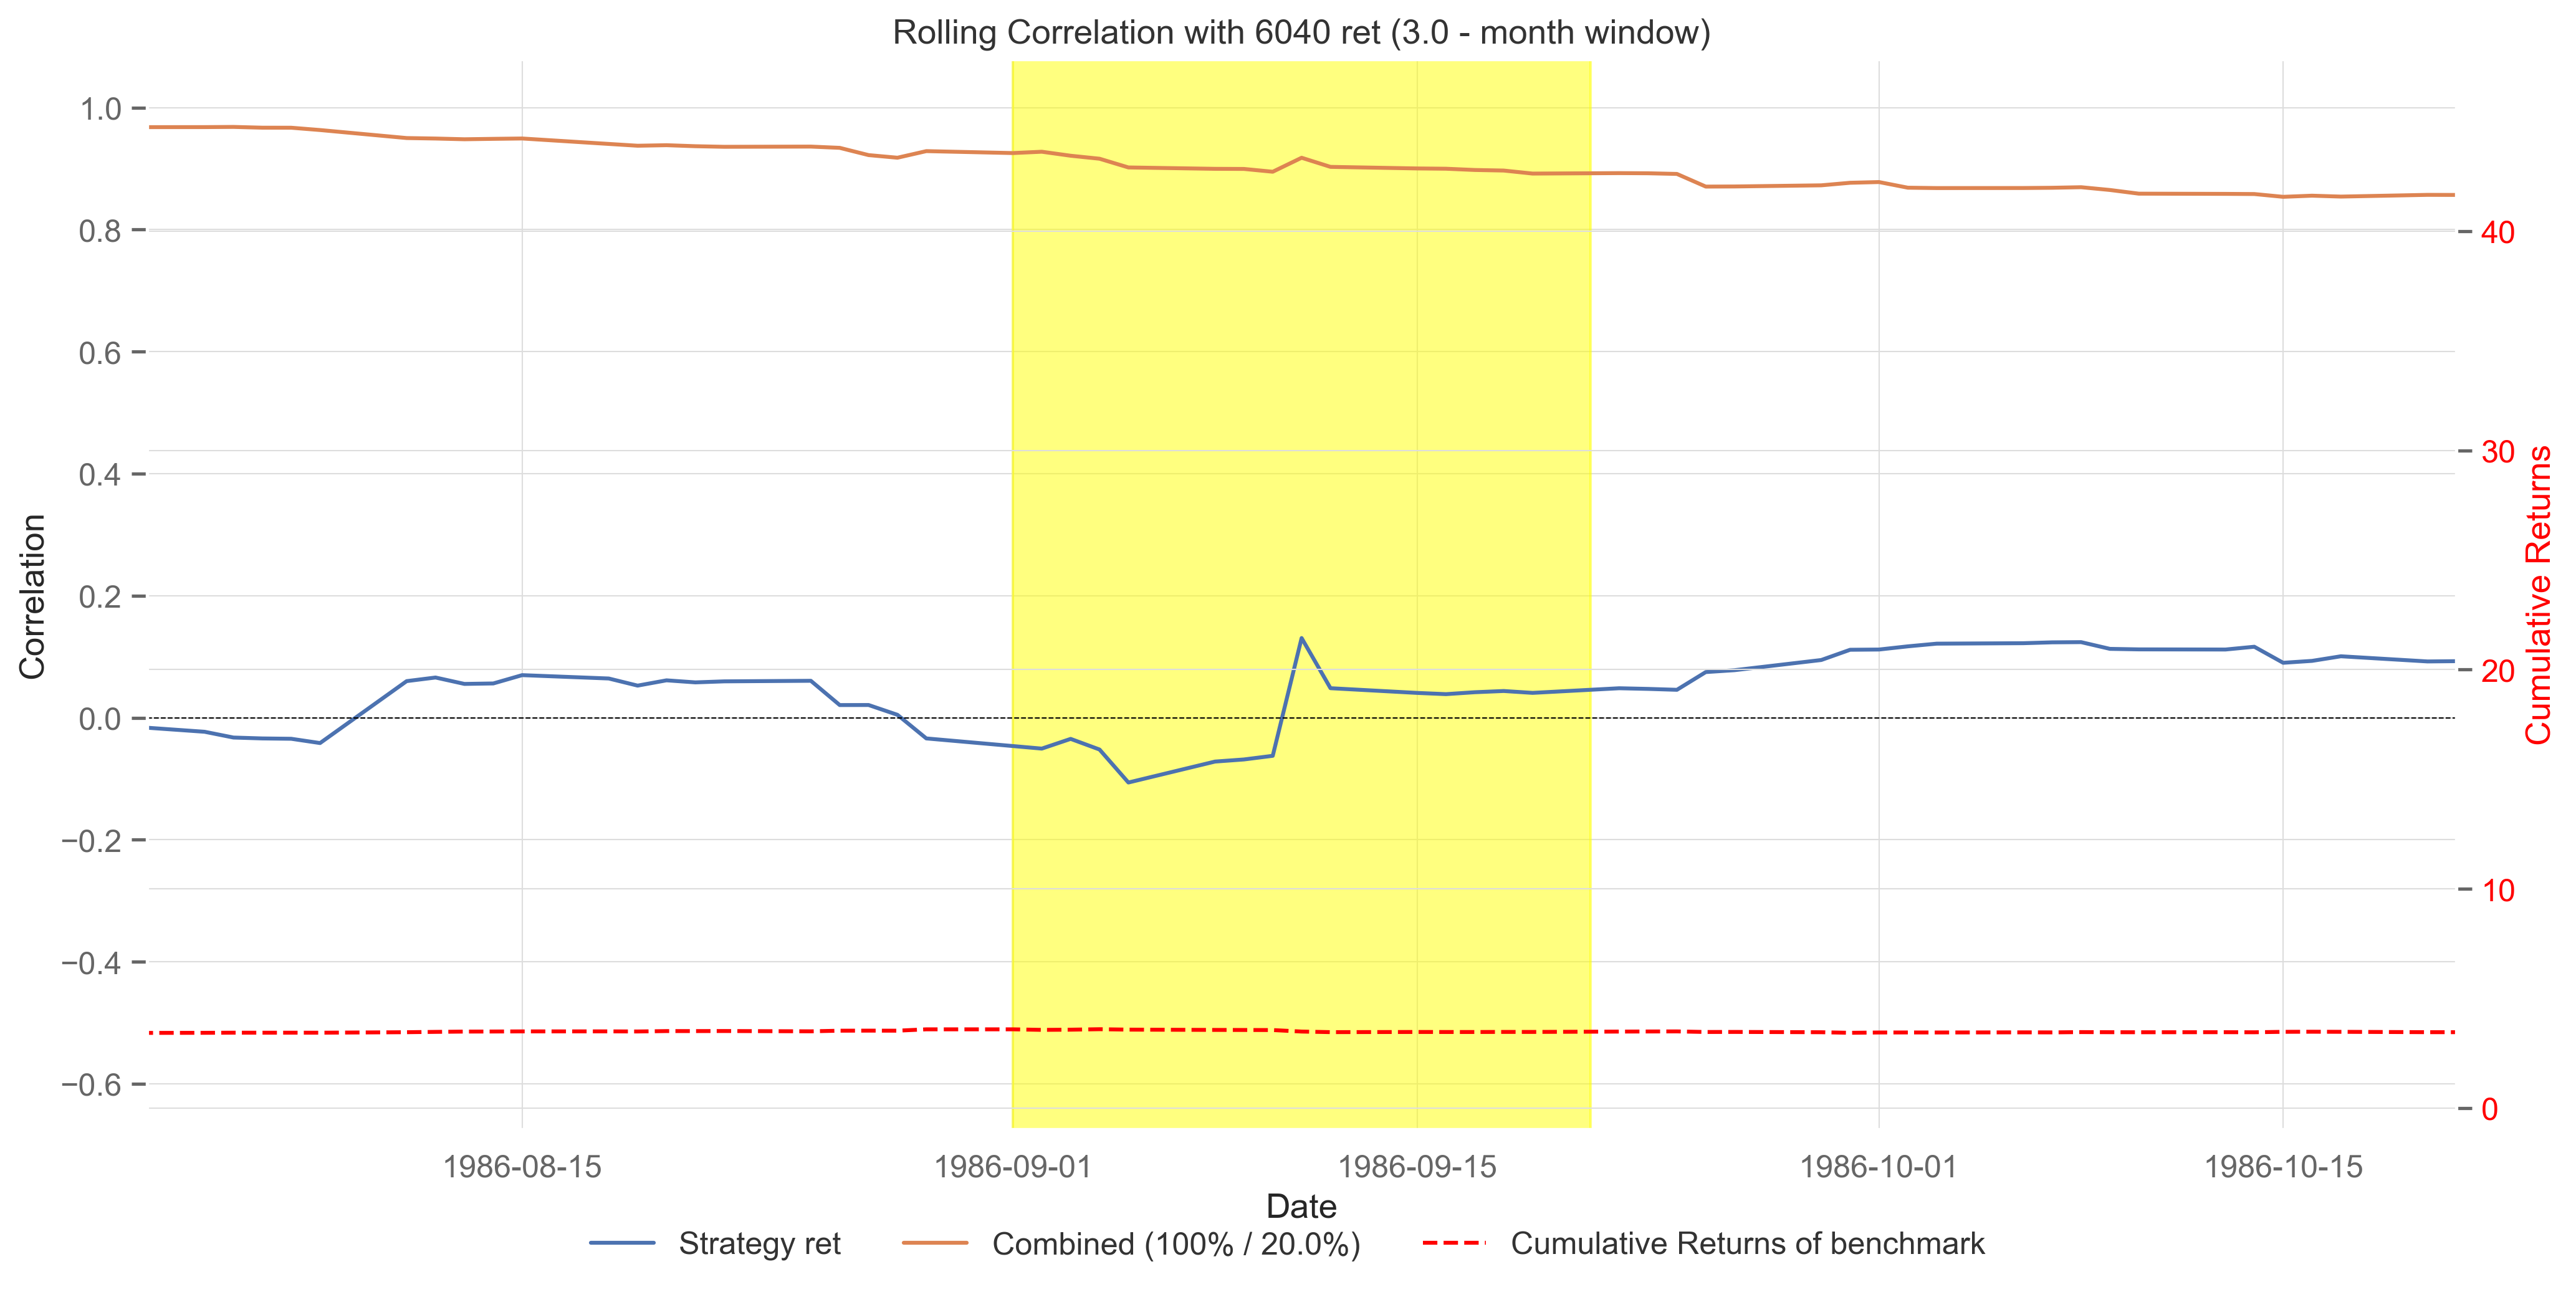 Rolling Correlation with 6040 ret (3.0 - month window)
1.0
0.8
0.6
0.4
0.2
0.0
−0.2
−0.4
−0.6
Correlation
40
30
20
10
0
Cumulative Returns
1986-08-15
1986-09-01
1986-09-15
1986-10-01
1986-10-15
Date
Strategy ret
Combined (100% / 20.0%)
Cumulative Returns of benchmark